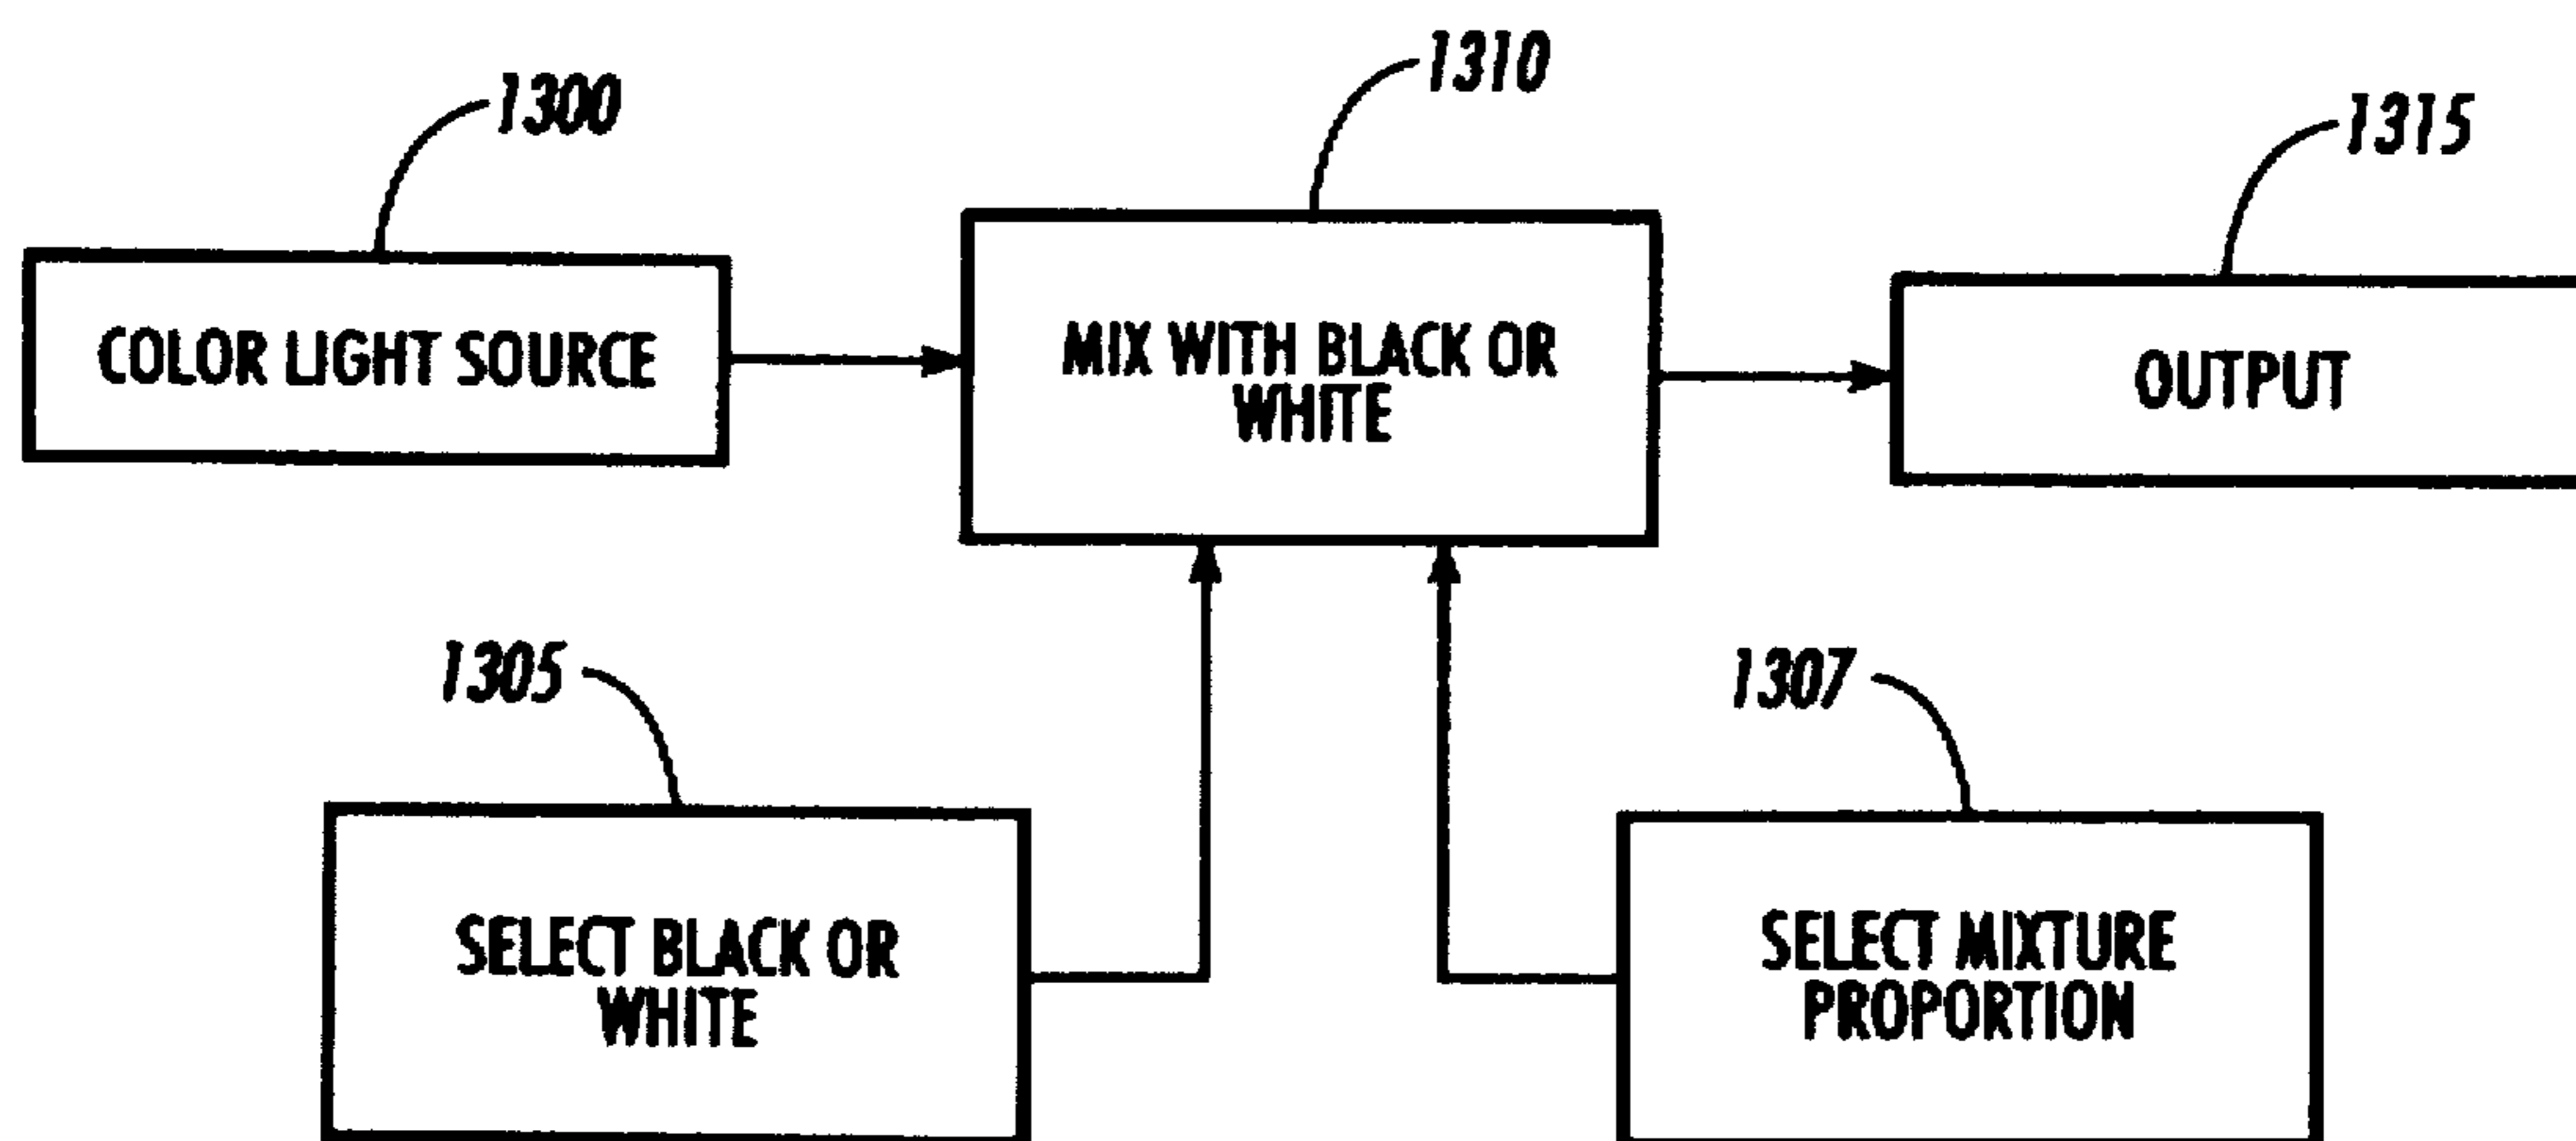 1300
1310
1315
COLOR LIGHT SOURCE
MIX WITH BLACK OR
WHITE
OUTPUT
1305
1307
SELECT BLACK OR
WHITE
SELECT MIXTURE
PROPORTION